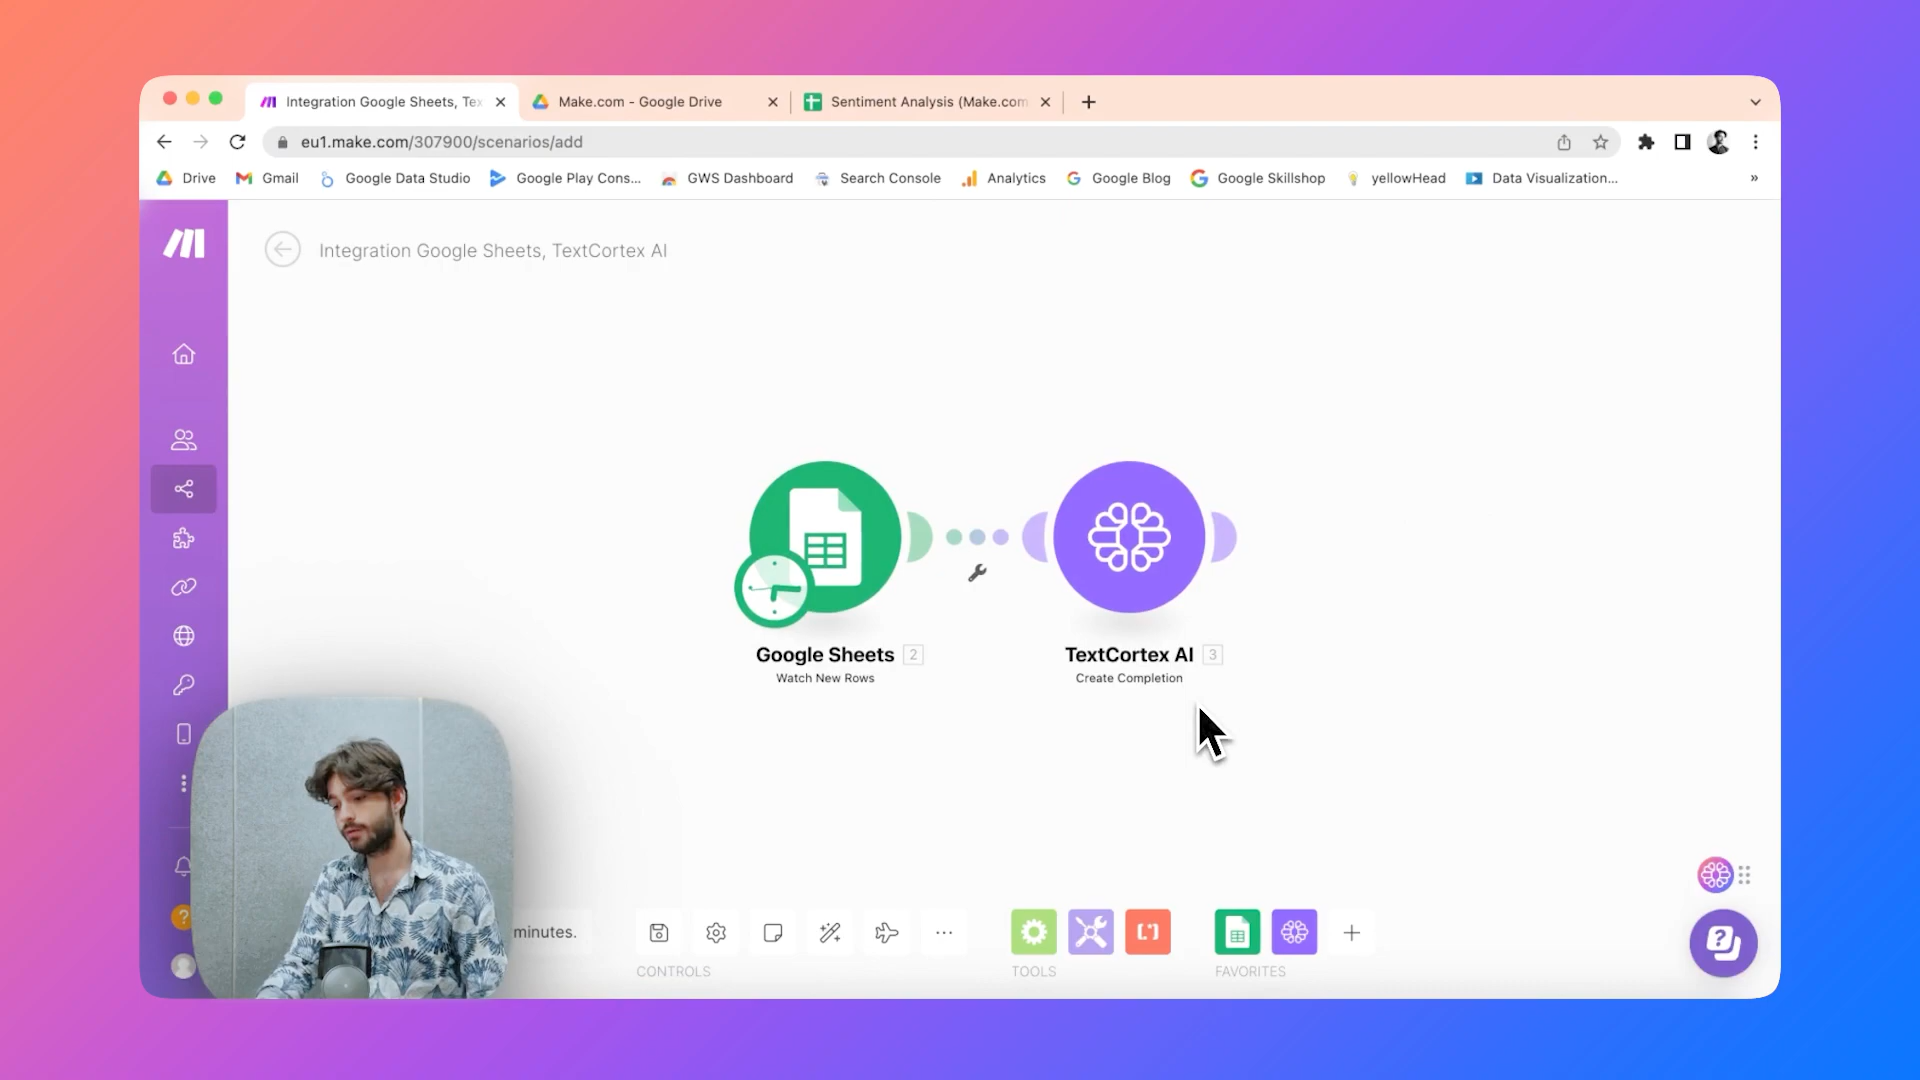 Integration Google Sheets, Tex
Make.com - Google Drive
Sentiment Analysis (Make.com
eu1.make.com/307900/scenarios/add
Drive
Gmail
Google Data Studio
Google Play Cons...
GWS Dashboard
Search Console
Analytics
Google Blog
Google Skillshop
yellowHead
Data Visualization...
»
Integration Google Sheets, TextCortex AI
Google Sheets 2
Watch New Rows
TextCortex AI 3
Create Completion
minutes.
CONTROLS
TOOLS
FAVORITES